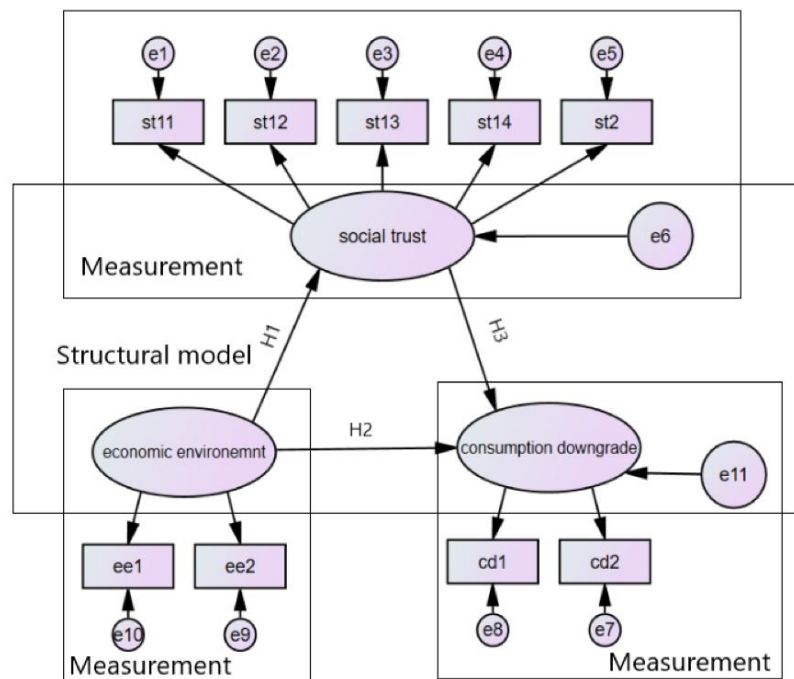 e1
e2
e3
e4
e5
st11
st12
st13
st14
st2
social trust
e6
Measurement
H1
H3
Structural model
H2
economic environemnt
consumption downgrade
e11
ee1
ee2
cd1
cd2
e10
e9
e8
e7
Measurement
Measurement